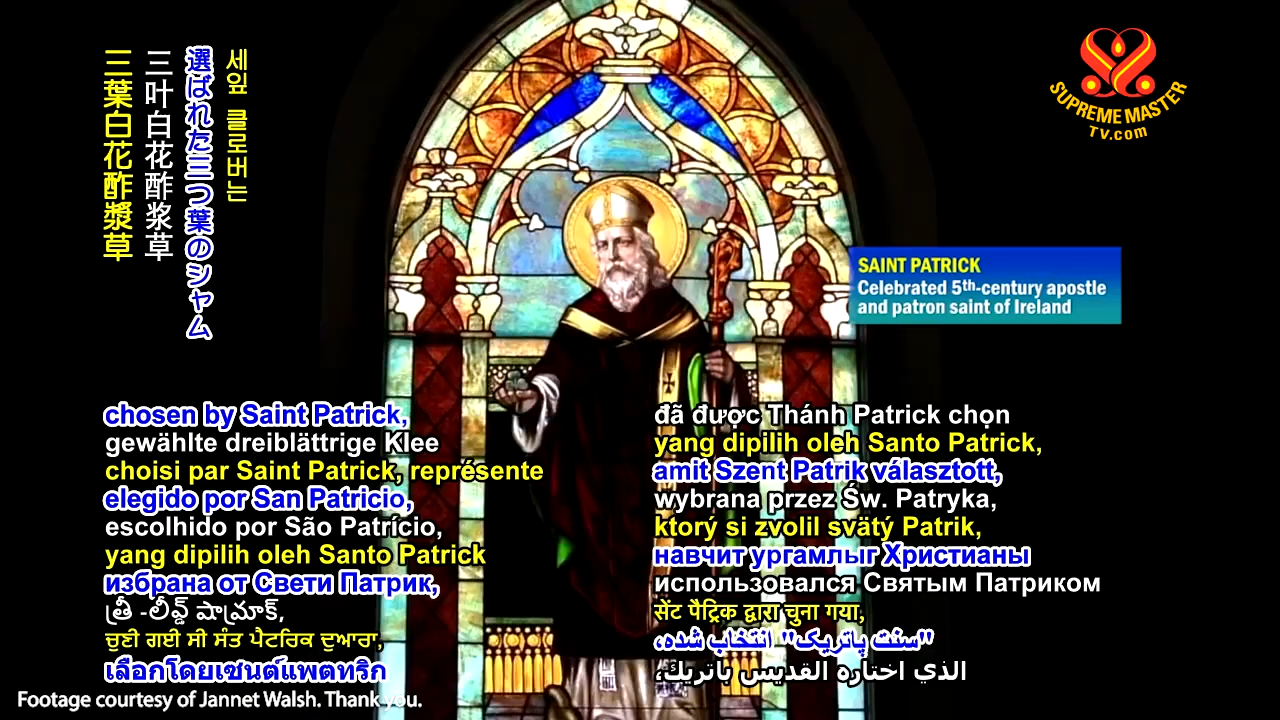 세잎 클로버는
選ばれた三つ葉のシャム
三叶白花酢浆草
三葉白花酢漿草
SUPREME MASTER
TV.com
SAINT PATRICK
Celebrated 5th-century apostle
and patron saint of Ireland
chosen by Saint Patrick,
gewählte dreiblättrige Klee
choisi par Saint Patrick, représente
elegido por San Patricio,
escolhido por São Patrício,
yang dipilih oleh Santo Patrick
избрана от Свети Патрик,
త్రీ -లీవ్డ్ షామ్రాక్,
ਚੁਣੀ ਗਈ ਸੀ ਸੰਤ ਪੈਟਰਿਕ ਦੁਆਰਾ,
เลือกโดยเซนต์แพตทริก
đã được Thánh Patrick chọn
yang dipilih oleh Santo Patrick,
amit Szent Patrik választott,
wybrana przez Św. Patryka,
ktorý si zvolil svätý Patrik,
навчит ургамлыг Христианы
использовался Святым Патриком
सेंट पैट्रिक द्वारा चुना गया,
"سنت پاتریک" انتخاب شده،
الذي اختاره القديس باتريك،
Footage courtesy of Jannet Walsh. Thank you.